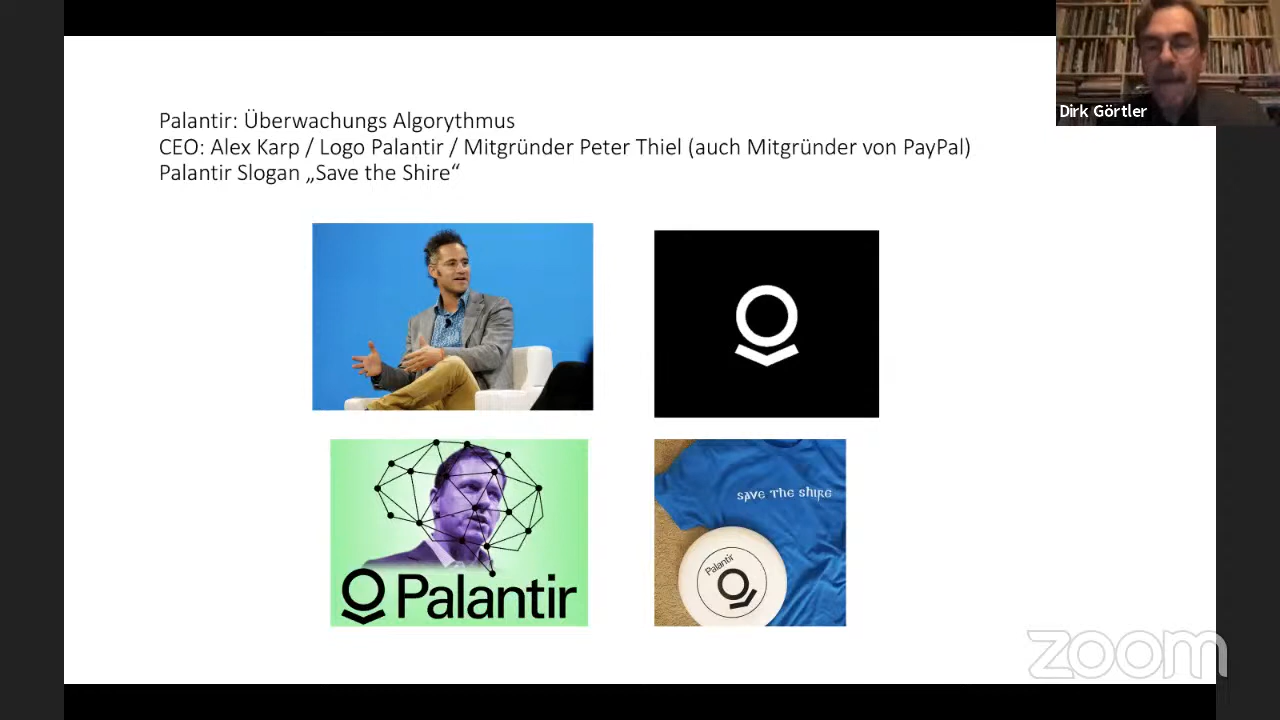 Dirk Görtler
Palantir: Überwachungs Algorythmus
CEO: Alex Karp / Logo Palantir / Mitgründer Peter Thiel (auch Mitgründer von PayPal)
Palantir Slogan „Save the Shire“
Palantir
save the shire
Palantir
zoom